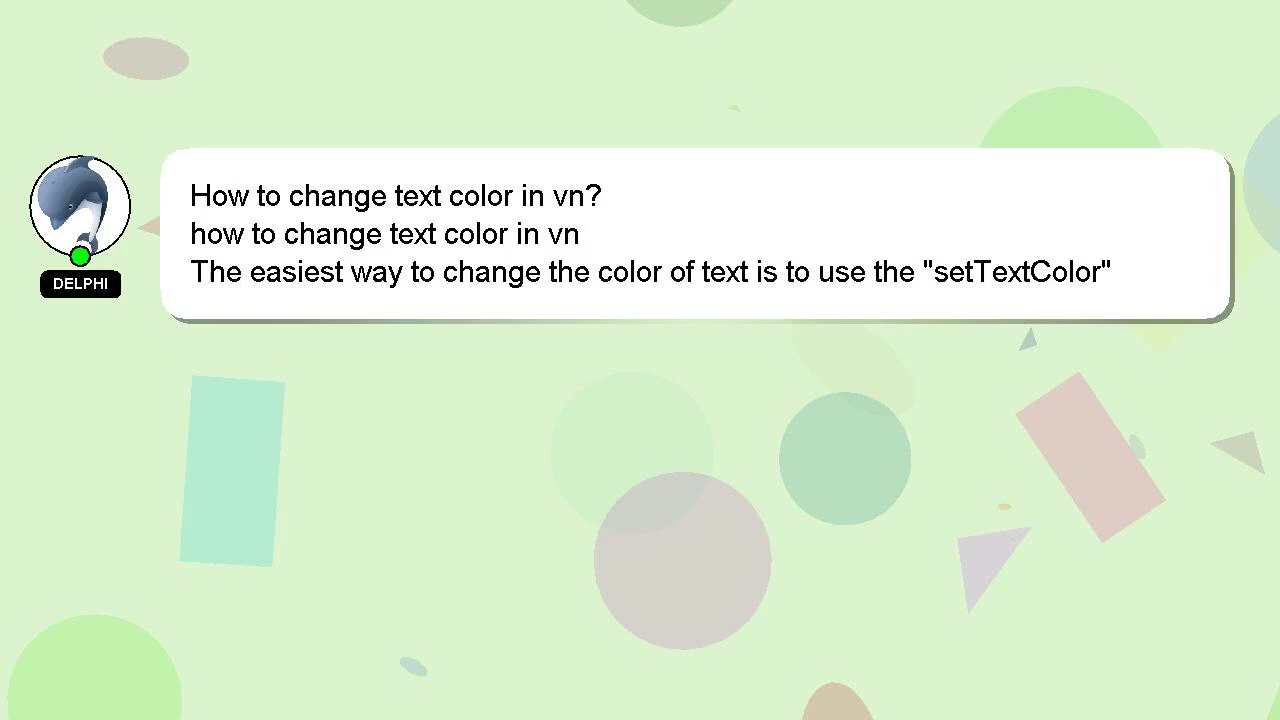 How to change text color in vn?
how to change text color in vn
The easiest way to change the color of text is to use the "setTextColor"
DELPHI